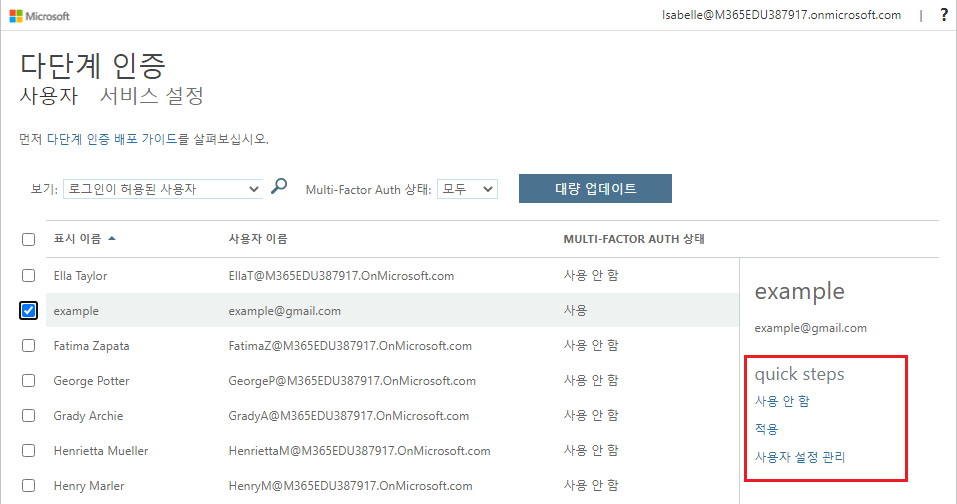 Microsoft
Isabelle@M365EDU387917.onmicrosoft.com | ?
다단계 인증
사용자 서비스 설정
먼저 다단계 인증 배포 가이드를 살펴보십시오.
보기: 로그인이 허용된 사용자 Multi-Factor Auth 상태: 모두 대량 업데이트
표시 이름 사용자 이름 MULTI-FACTOR AUTH 상태
Ella Taylor EllaT@M365EDU387917.OnMicrosoft.com 사용 안 함
example example@gmail.com 사용
Fatima Zapata FatimaZ@M365EDU387917.OnMicrosoft.com 사용 안 함
George Potter GeorgeP@M365EDU387917.OnMicrosoft.com 사용 안 함
Grady Archie GradyA@M365EDU387917.OnMicrosoft.com 사용 안 함
Henrietta Mueller HenriettaM@M365EDU387917.OnMicrosoft.com 사용 안 함
Henry Marler HenryM@M365EDU387917.OnMicrosoft.com 사용 안 함
example
example@gmail.com
quick steps
사용 안 함
적용
사용자 설정 관리